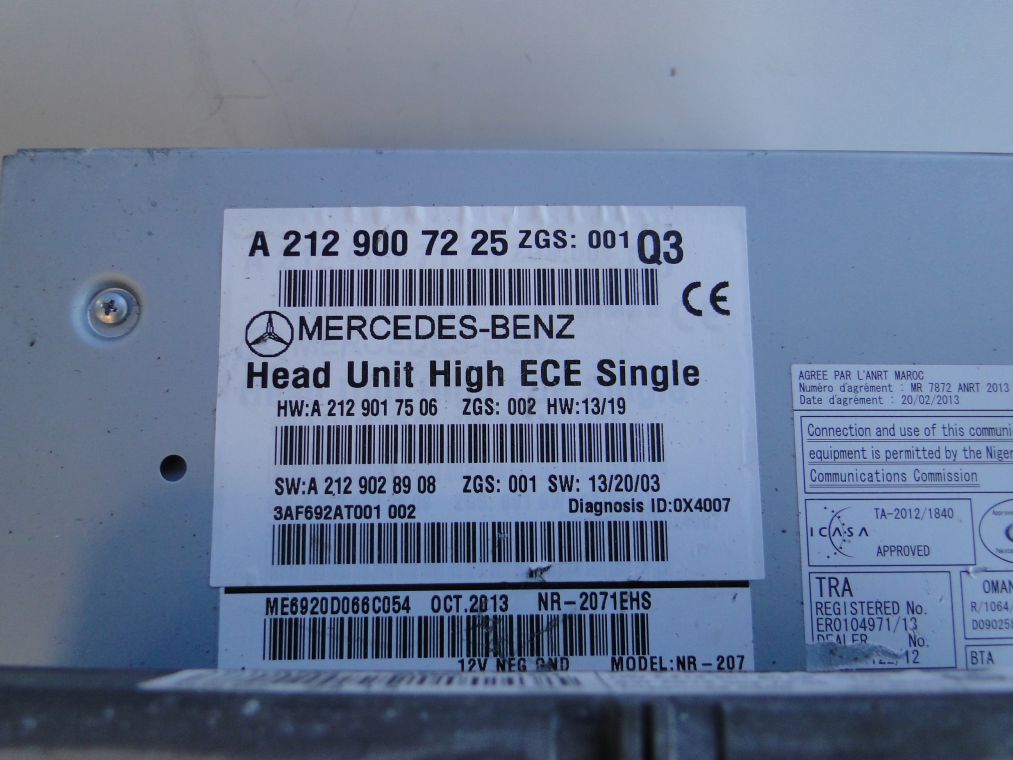 A 212 900 72 25 ZGS: 001 Q3
CE
MERCEDES-BENZ
Head Unit High ECE Single
HW:A 212 901 75 06 ZGS: 002 HW:13/19
SW:A 212 902 89 08 ZGS: 001 SW: 13/20/03
3AF692AT001 002 Diagnosis ID:0X4007
ME6920D066C054 OCT.2013 NR-2071EHS
12V NEG GND MODEL:NR-207
AGREE PAR L'ANRT MAROC
Numéro d'agrément : MR 7872 ANRT 2013
Date d'agrément : 20/02/2013
Connection and use of this
equipment is permitted by the
Communications Commission
ICASA
TA-2012/1840
APPROVED
TRA
REGISTERED No.
ER0104971/13
DEALER No.
/12
OMAN
R/1064/
D09025
BTA